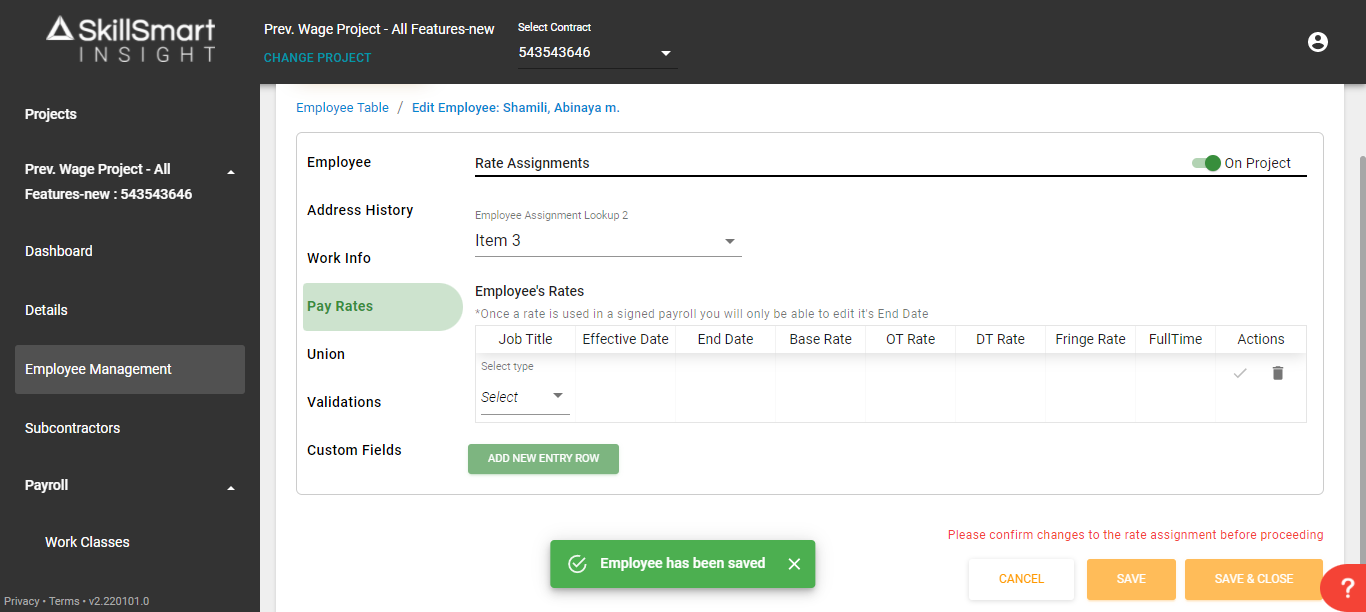 SkillSmart
INSIGHT
Prev. Wage Project - All Features-new
CHANGE PROJECT
Select Contract
543543646
Projects
Prev. Wage Project - All
Features-new : 543543646
Dashboard
Details
Employee Management
Subcontractors
Payroll
Work Classes
Privacy • Terms • v2.220101.0
Employee Table / Edit Employee: Shamili, Abinaya m.
Employee
Address History
Work Info
Pay Rates
Union
Validations
Custom Fields
Rate Assignments
On Project
Employee Assignment Lookup 2
Item 3
Employee's Rates
*Once a rate is used in a signed payroll you will only be able to edit it's End Date
Job Title Effective Date End Date Base Rate OT Rate DT Rate Fringe Rate FullTime Actions
Select type
Select
ADD NEW ENTRY ROW
Please confirm changes to the rate assignment before proceeding
Employee has been saved
CANCEL SAVE SAVE & CLOSE
?